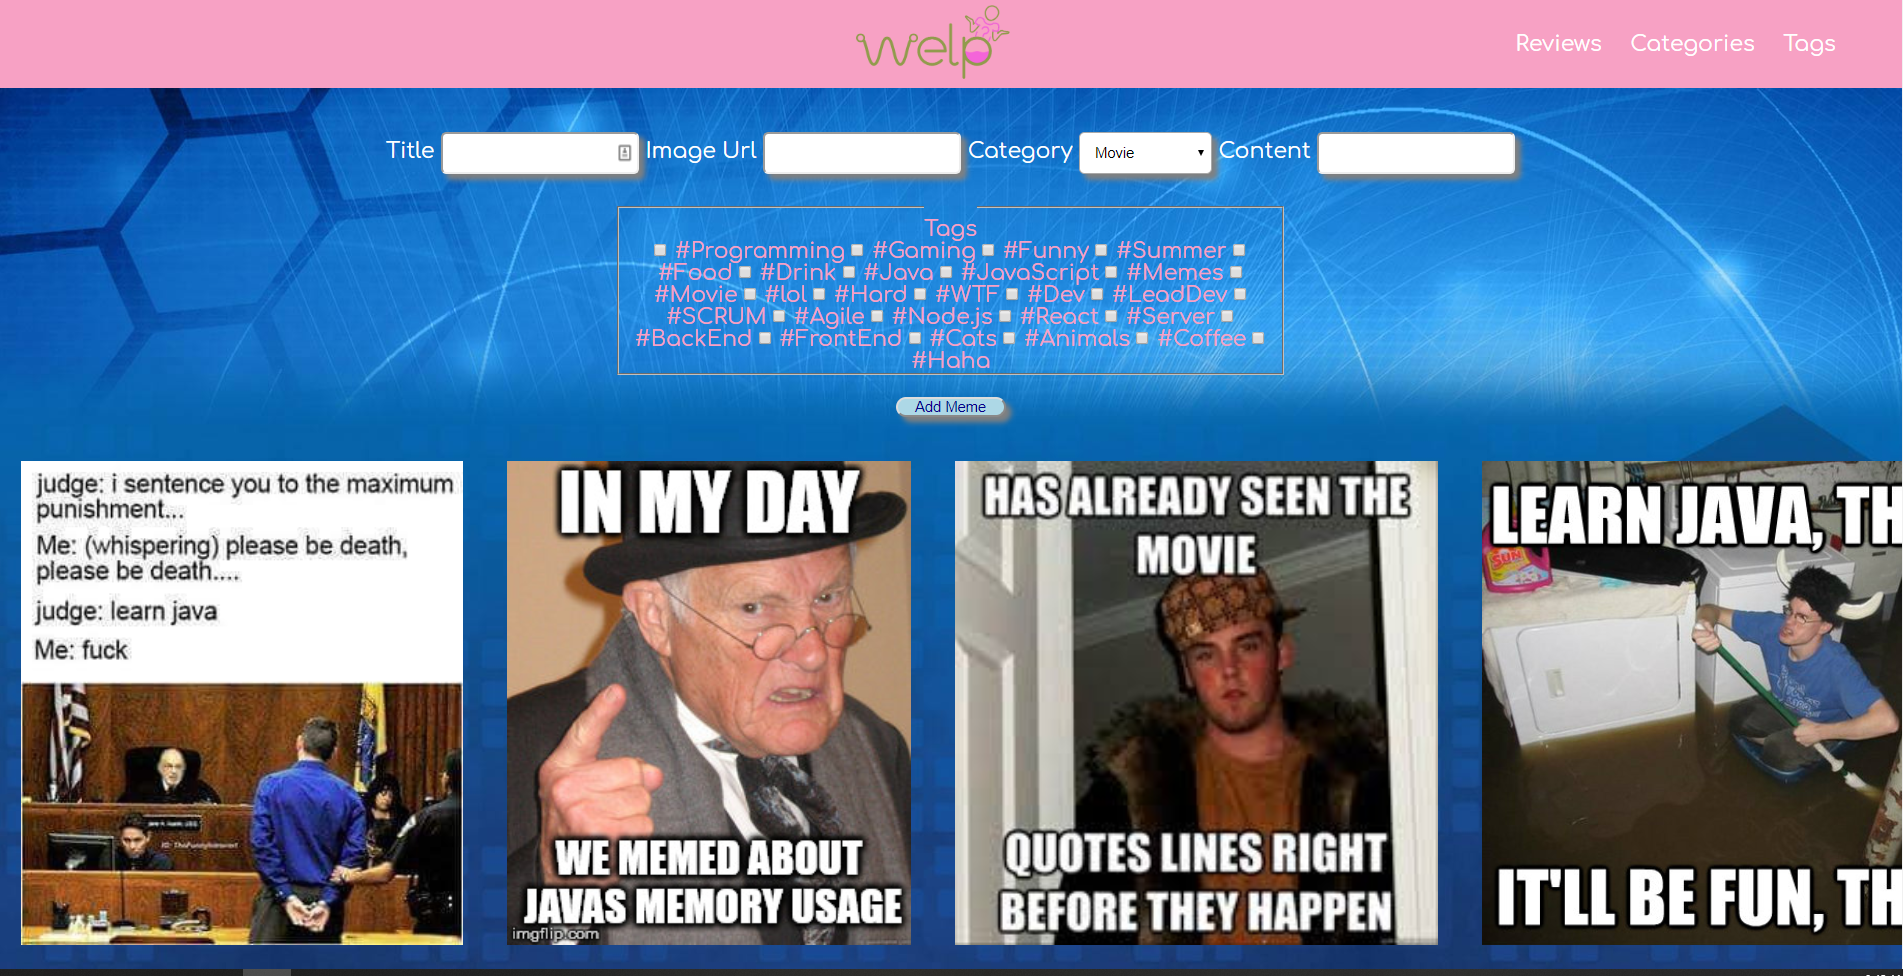 welp
Reviews Categories Tags
Title Image Url Category Movie Content
Tags
#Programming #Gaming #Funny #Summer
#Food #Drink #Java #JavaScript #Memes
#Movie #lol #Hard #WTF #Dev #LeadDev
#SCRUM #Agile #Node.js #React #Server
#BackEnd #FrontEnd #Cats #Animals #Coffee
#Haha
Add Meme
judge: i sentence you to the maximum
punishment...
Me: (whispering) please be death,
please be death....
judge: learn java
Me: fuck
IN MY DAY
WE MEMED ABOUT
JAVAS MEMORY USAGE
imgflip.com
HAS ALREADY SEEN THE
MOVIE
QUOTES LINES RIGHT
BEFORE THEY HAPPEN
LEARN JAVA, TH
SUN
IT'LL BE FUN, TH